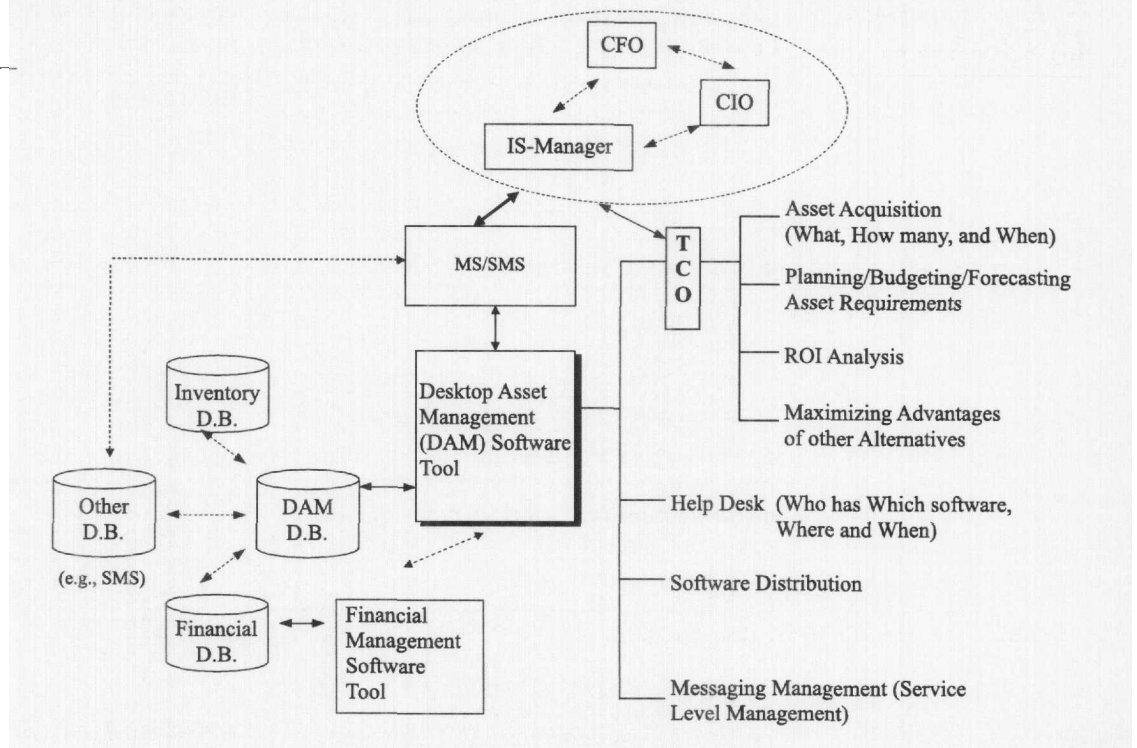 CFO
CIO
IS-Manager
MS/SMS
T
C
O
Asset Acquisition
(What, How many, and When)
Planning/Budgeting/Forecasting
Asset Requirements
ROI Analysis
Maximizing Advantages
of other Alternatives
Inventory
D.B.
Desktop Asset
Management
(DAM) Software
Tool
Other
D.B.
(e.g., SMS)
DAM
D.B.
Help Desk (Who has Which software,
Where and When)
Software Distribution
Financial
D.B.
Financial
Management
Software
Tool
Messaging Management (Service
Level Management)